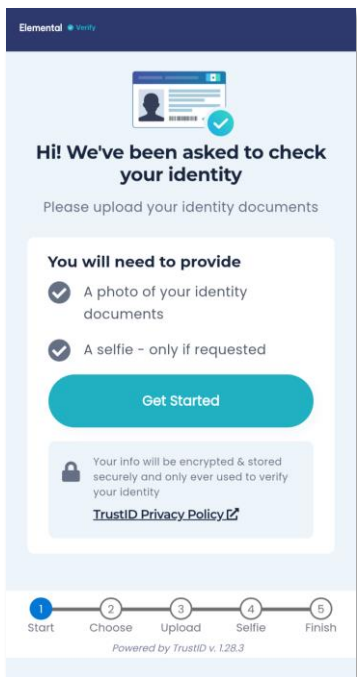 Elemental Verify
Hi! We've been asked to check
your identity
Please upload your identity documents
You will need to provide
A photo of your identity
documents
A selfie - only if requested
Get Started
Your info will be encrypted & stored
securely and only ever used to verify
your identity
TrustID Privacy Policy
1 2 3 4 5
Start Choose Upload Selfie Finish
Powered by TrustID v. 1.28.3